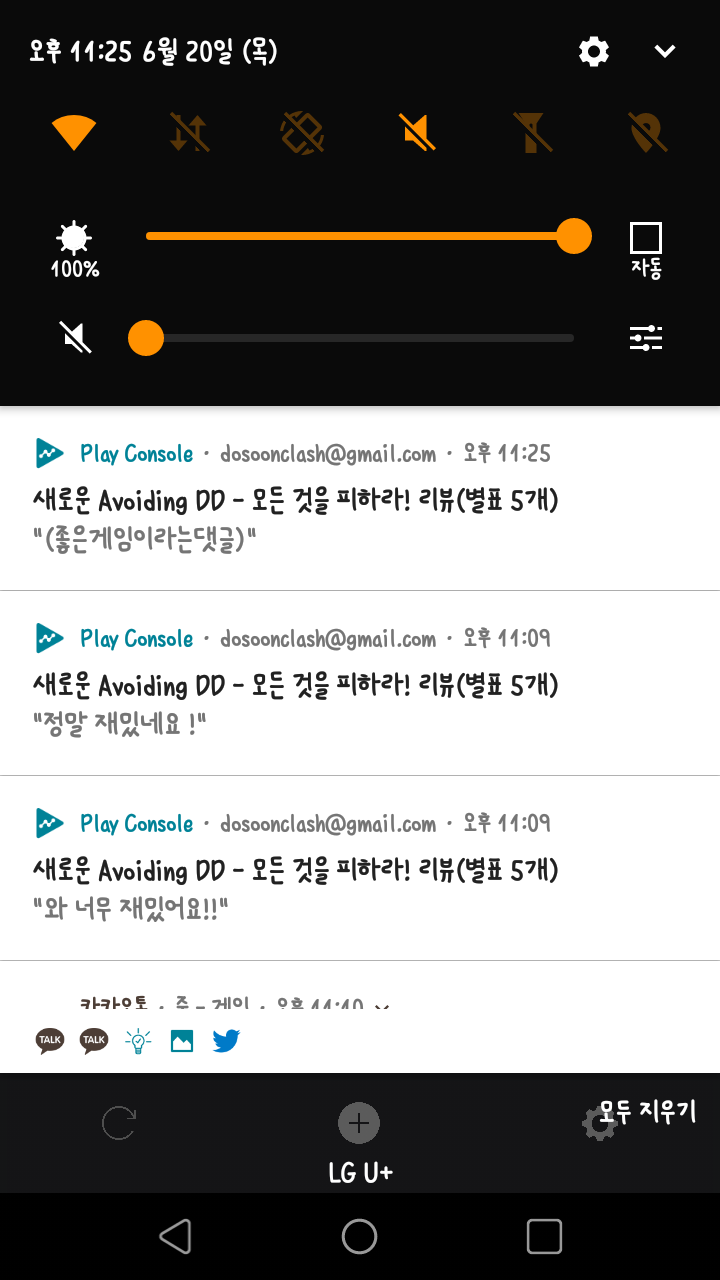 오후 11:25 6월 20일 (목)
100%
자동
Play Console · dosoonclash@gmail.com · 오후 11:25
새로운 Avoiding DD - 모든 것을 피하라! 리뷰(별표 5개)
"(좋은게임이라는댓글)"
Play Console · dosoonclash@gmail.com · 오후 11:09
새로운 Avoiding DD - 모든 것을 피하라! 리뷰(별표 5개)
"정말 재밌네요 !"
Play Console · dosoonclash@gmail.com · 오후 11:09
새로운 Avoiding DD - 모든 것을 피하라! 리뷰(별표 5개)
"와 너무 재밌어요!!"
카카오톡
TALK TALK
모두 지우기
LG U+